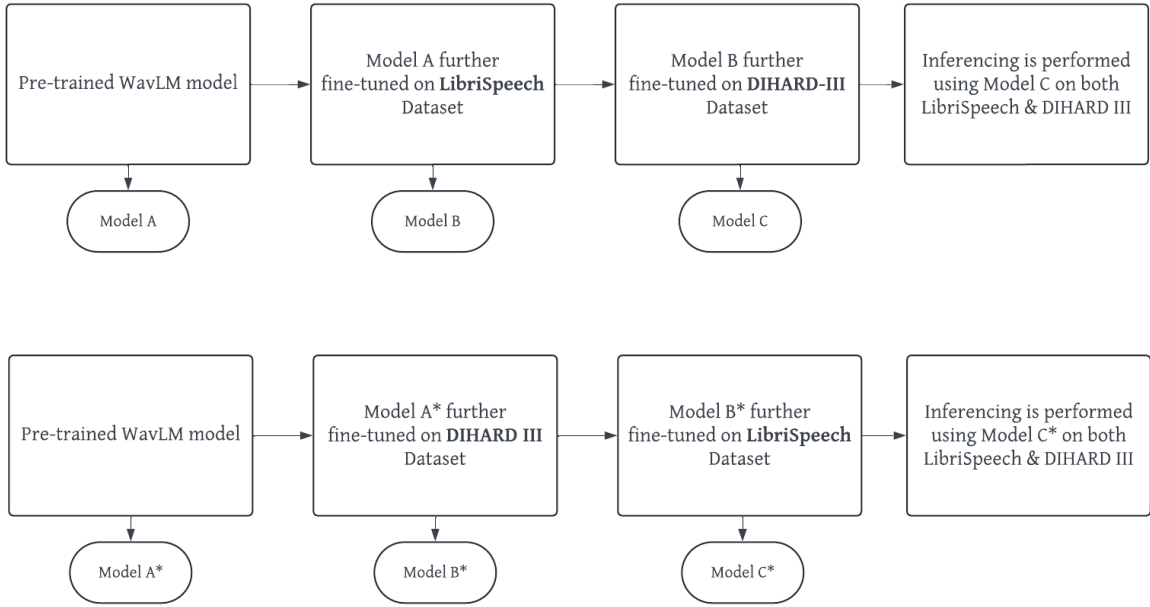 Pre-trained WavLM model
Model A further
fine-tuned on LibriSpeech
Dataset
Model B further
fine-tuned on DIHARD-III
Dataset
Inferencing is performed
using Model C on both
LibriSpeech & DIHARD III
Model A
Model B
Model C
Pre-trained WavLM model
Model A* further
fine-tuned on DIHARD III
Dataset
Model B* further
fine-tuned on LibriSpeech
Dataset
Inferencing is performed
using Model C* on both
LibriSpeech & DIHARD III
Model A*
Model B*
Model C*